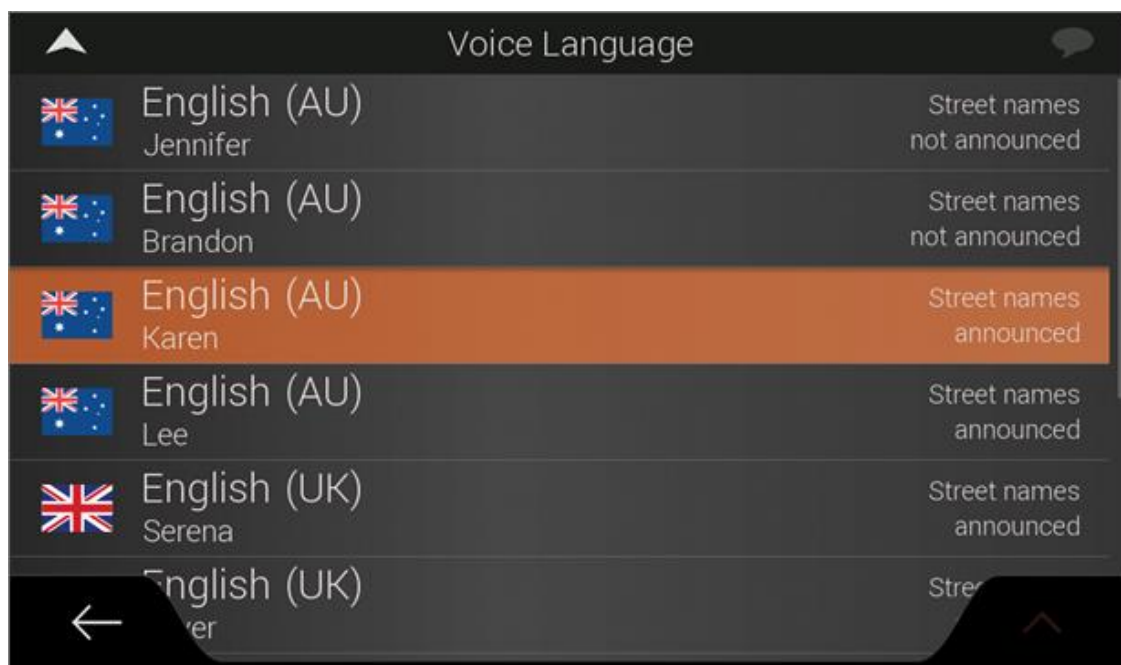 Voice Language
English (AU)
Jennifer
Street names
not announced
English (AU)
Brandon
Street names
not announced
English (AU)
Karen
Street names
announced
English (AU)
Lee
Street names
announced
English (UK)
Serena
Street names
announced
English (UK)